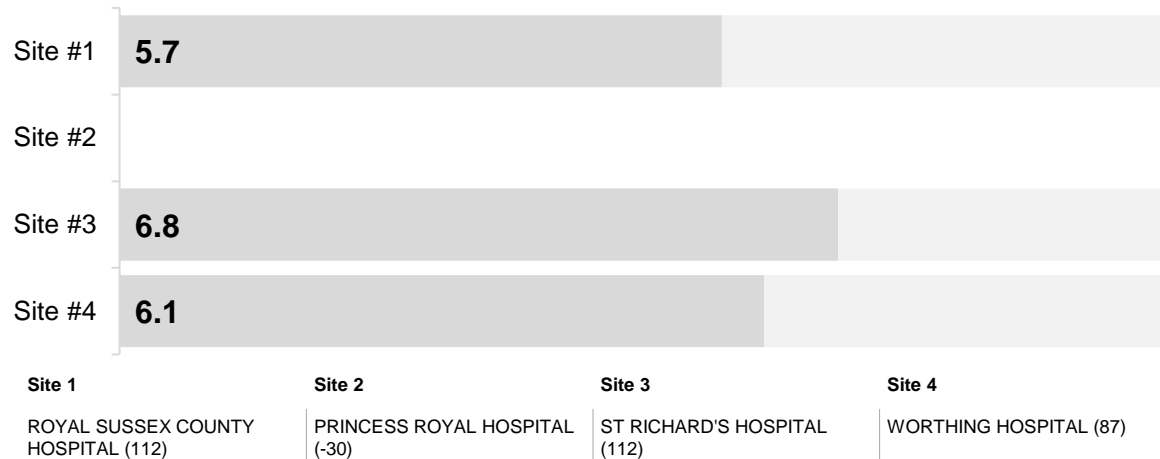 Site #1
5.7
Site #2
Site #3
6.8
Site #4
6.1
Site 1
Site 2
Site 3
Site 4
ROYAL SUSSEX COUNTY
HOSPITAL (112)
PRINCESS ROYAL HOSPITAL
(-30)
ST RICHARD'S HOSPITAL
(112)
WORTHING HOSPITAL (87)